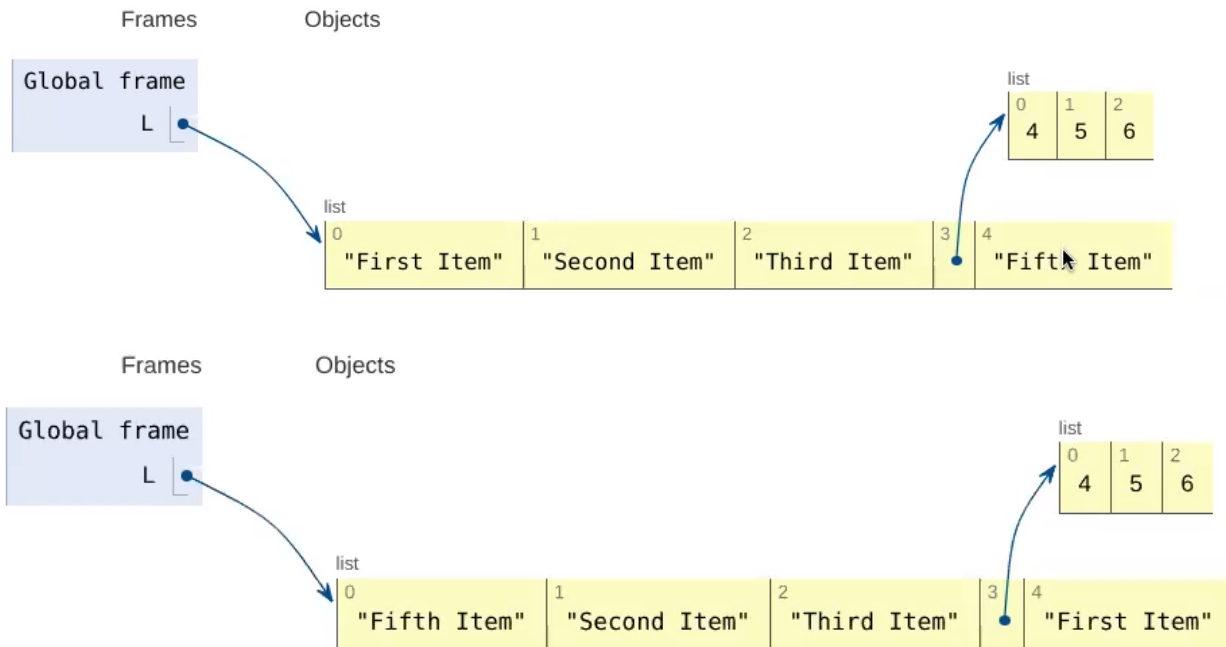 Frames Objects
Global frame
L
list
0 1 2
4 5 6
list
0 1 2 3 4
"First Item" "Second Item" "Third Item" "Fifth Item"
Frames Objects
Global frame
L
list
0 1 2
4 5 6
list
0 1 2 3 4
"Fifth Item" "Second Item" "Third Item" "First Item"